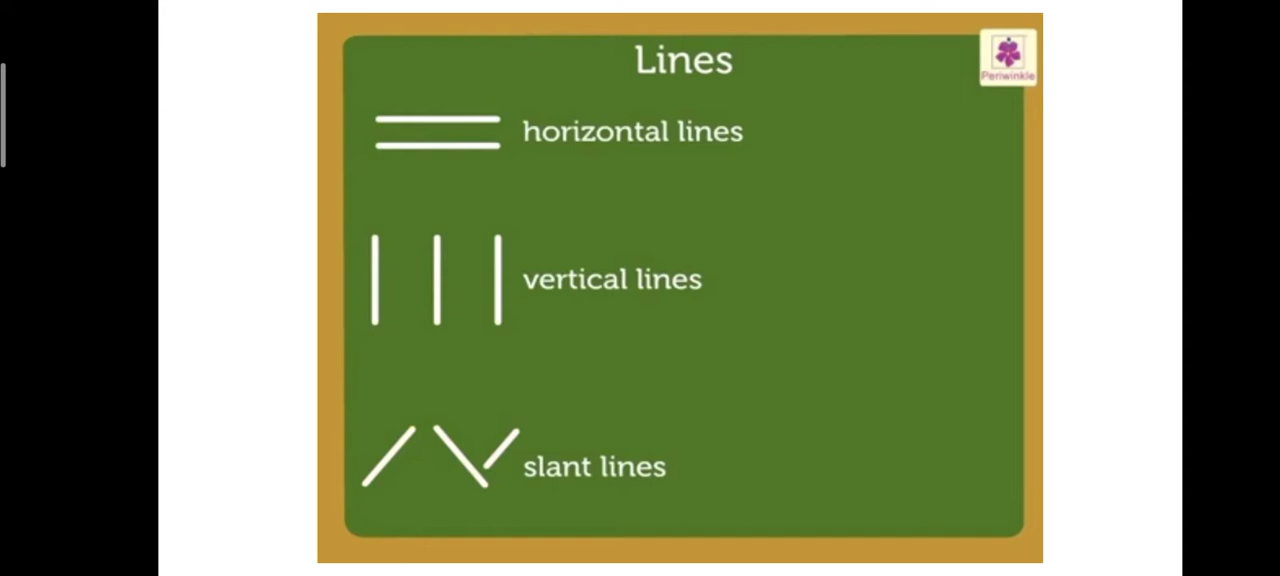 Lines
Periwinkle
horizontal lines
vertical lines
slant lines